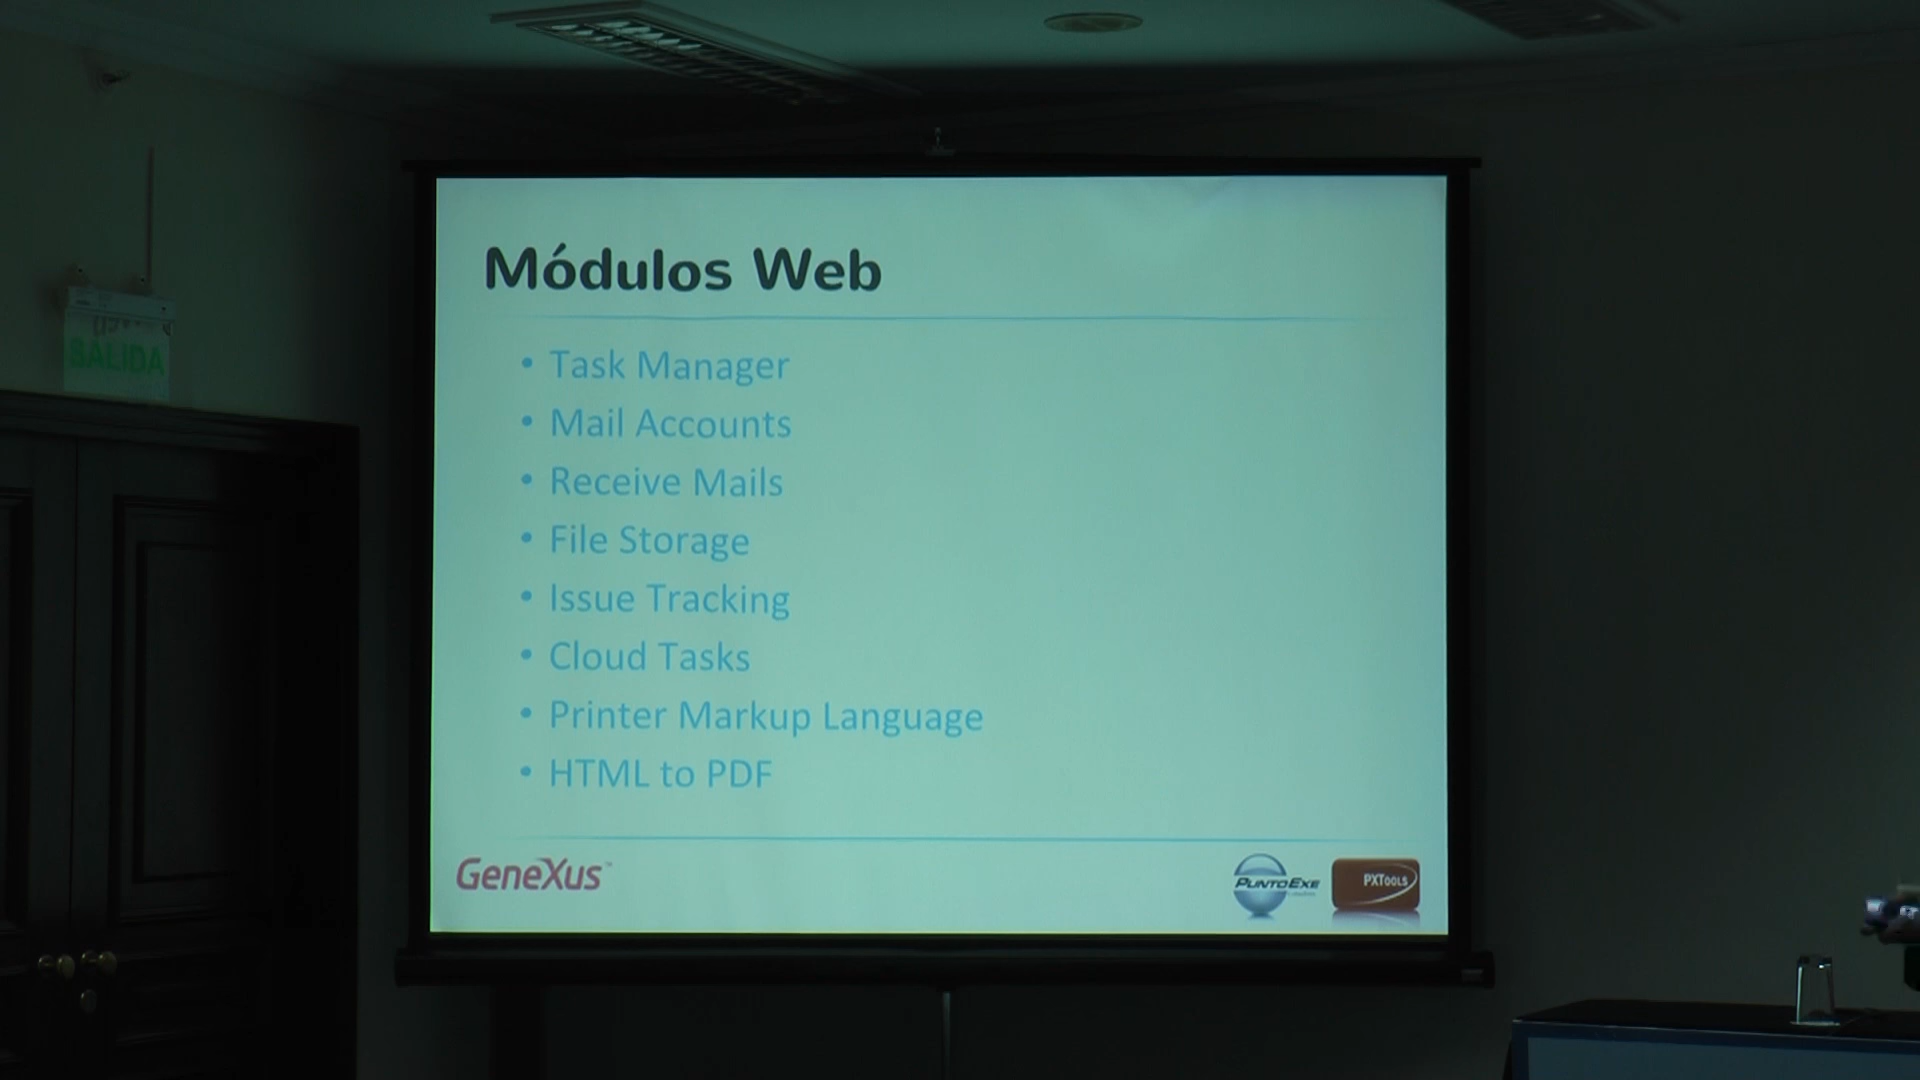 Módulos Web
SALIDA
• Task Manager
• Mail Accounts
• Receive Mails
• File Storage
• Issue Tracking
• Cloud Tasks
• Printer Markup Language
• HTML to PDF
GeneXus™
PUNTOEXE
PXTOOLS